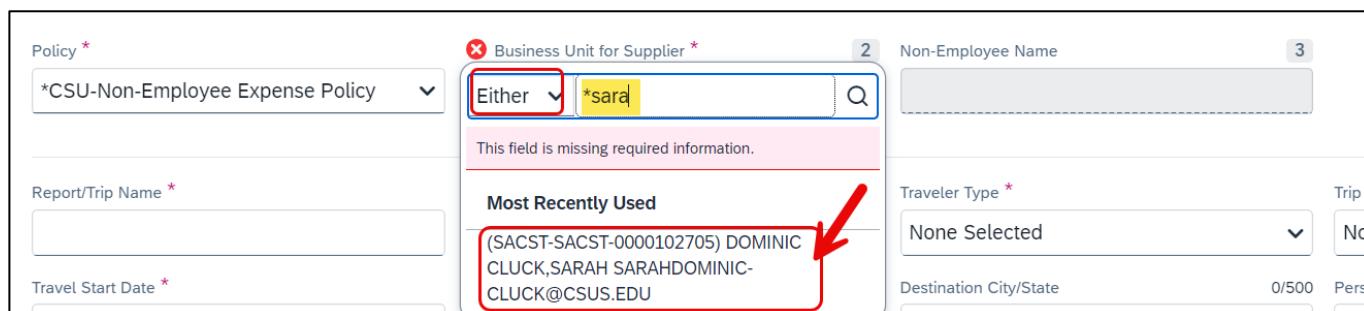 Policy *
Business Unit for Supplier *
2
Non-Employee Name
3
*CSU-Non-Employee Expense Policy
Either
*sara
This field is missing required information.
Report/Trip Name *
Most Recently Used
Traveler Type *
Trip
(SACST-SACST-0000102705) DOMINIC
CLUCK,SARAH SARAHDOMINIC-
CLUCK@CSUS.EDU
None Selected
No
Travel Start Date *
Destination City/State
0/500
Pers